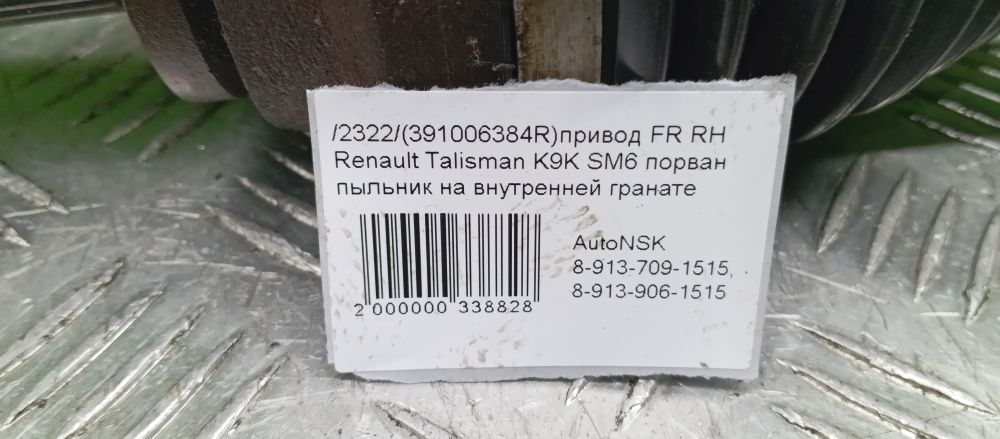 /2322/(391006384R)привод FR RH
Renault Talisman K9K SM6 порван
пыльник на внутренней гранате
AutoNSK
8-913-709-1515,
8-913-906-1515
2 000000 338828